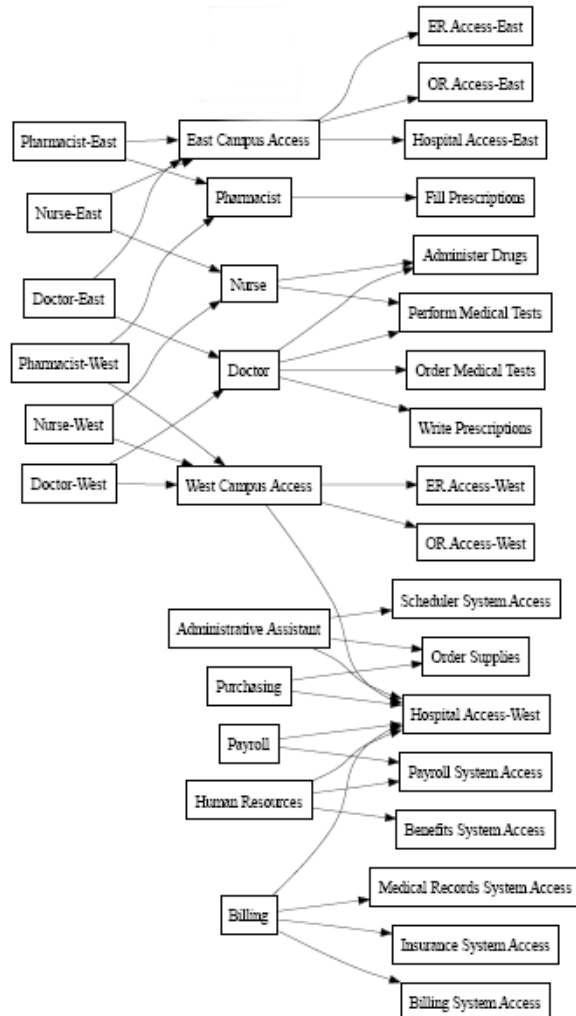 ER Access-East
OR Access-East
Pharmacist-East
East Campus Access
Hospital Access-East
Nurse-East
Pharmacist
Fill Prescriptions
Administer Drugs
Doctor-East
Nurse
Perform Medical Tests
Pharmacist-West
Doctor
Order Medical Tests
Nurse-West
Write Prescriptions
Doctor-West
West Campus Access
ER Access-West
OR Access-West
Scheduler System Access
Administrative Assistant
Order Supplies
Purchasing
Hospital Access-West
Payroll
Payroll System Access
Human Resources
Benefits System Access
Medical Records System Access
Billing
Insurance System Access
Billing System Access